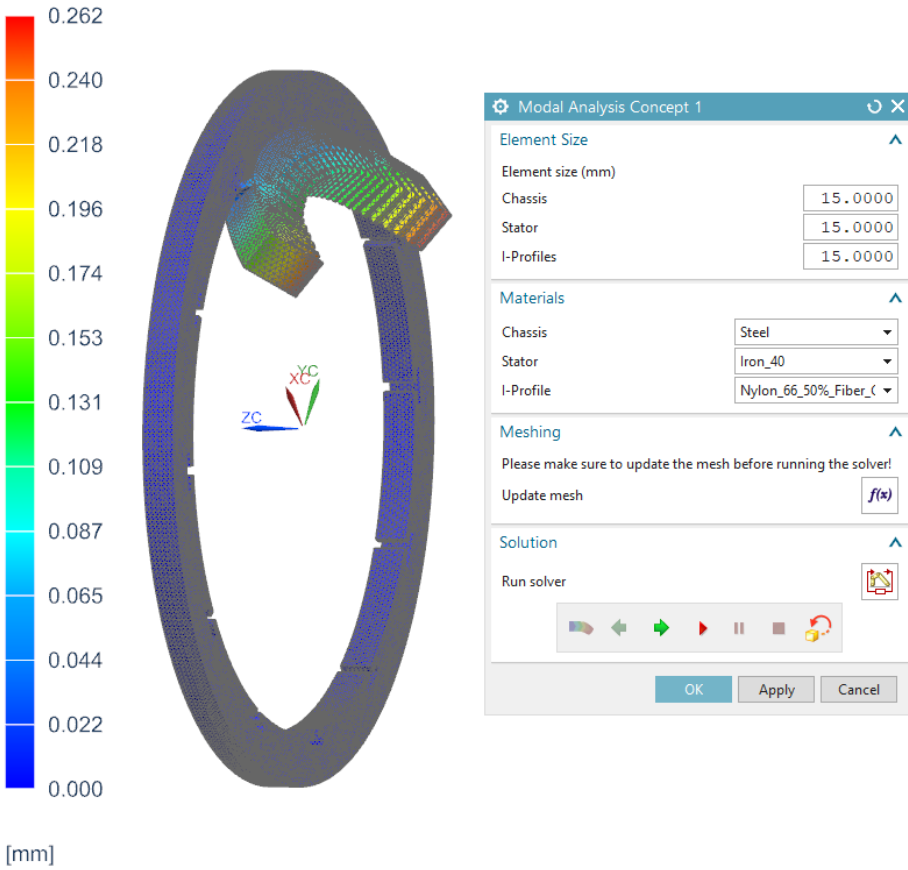 0.262
0.240
0.218
0.196
0.174
0.153
0.131
0.109
0.087
0.065
0.044
0.022
0.000
[mm]
XC YC
ZC
Modal Analysis Concept 1
Element Size
Element size (mm)
Chassis 15.0000
Stator 15.0000
I-Profiles 15.0000
Materials
Chassis Steel
Stator Iron_40
I-Profile Nylon_66_50%_Fiber_(
Meshing
Please make sure to update the mesh before running the solver!
Update mesh f(x)
Solution
Run solver
OK Apply Cancel